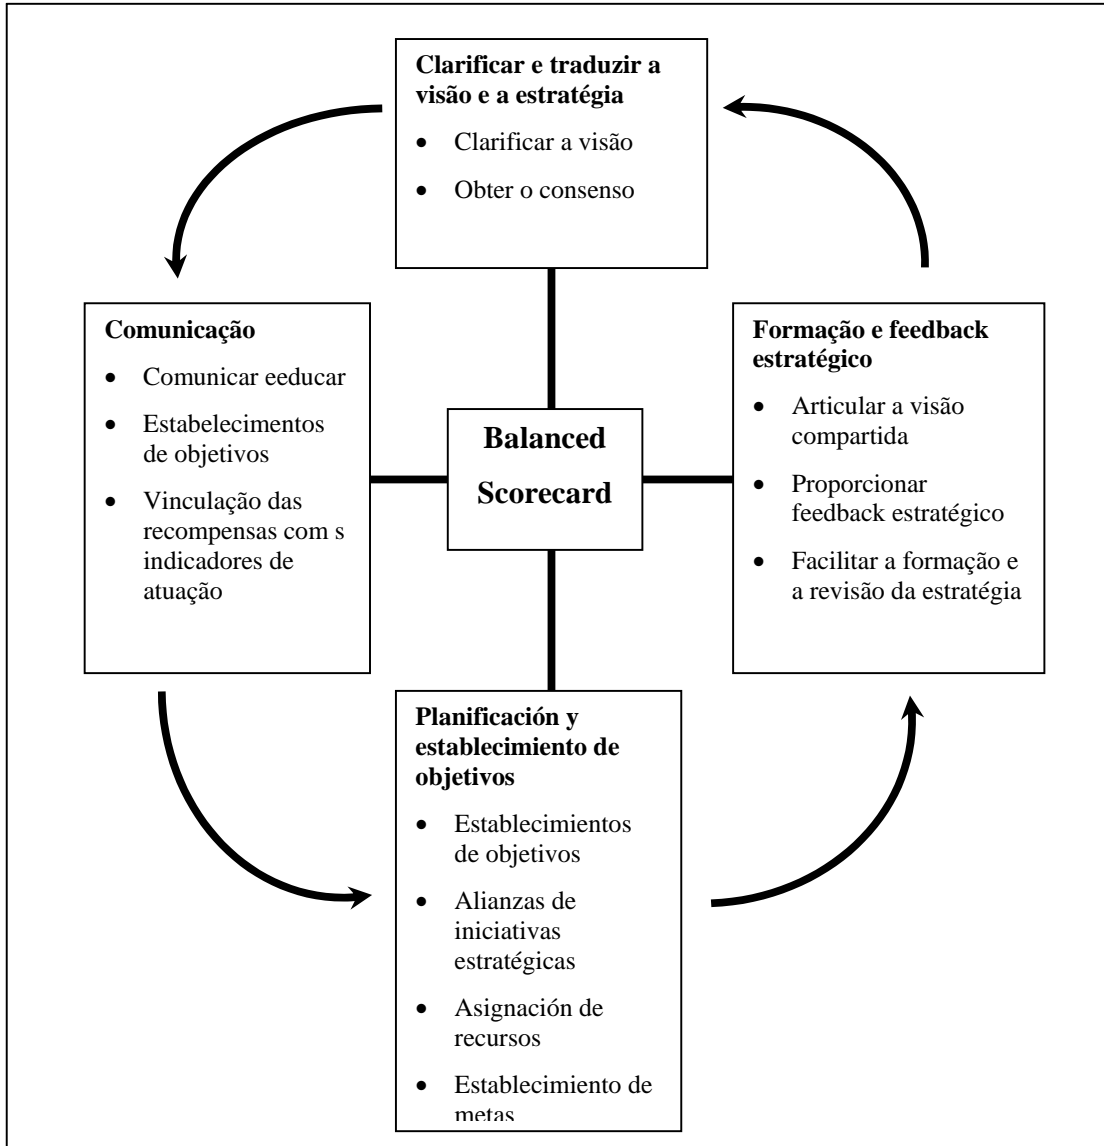 Clarificar e traduzir a
visão e a estratégia
• Clarificar a visão
• Obter o consenso
Comunicação
• Comunicar eeducar
• Estabelecimentos
de objetivos
• Vinculação das
recompensas com s
indicadores de
atuação
Balanced
Scorecard
Formação e feedback
estratégico
• Articular a visão
compartida
• Proporcionar
feedback estratégico
• Facilitar a formação e
a revisão da estratégia
Planificación y
establecimiento de
objetivos
• Establecimientos
de objetivos
• Alianzas de
iniciativas
estratégicas
• Asignación de
recursos
• Establecimiento de
metas